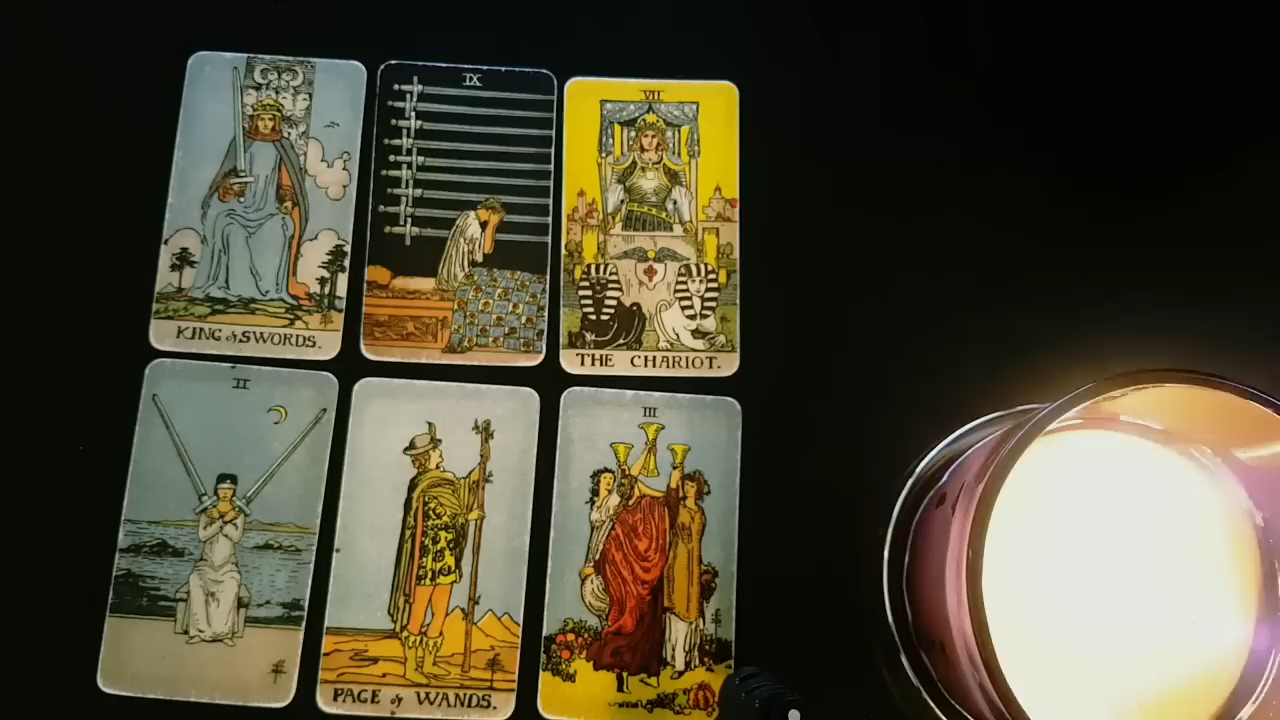 KING of SWORDS.
IX
VII
THE CHARIOT.
II
PAGE of WANDS.
III